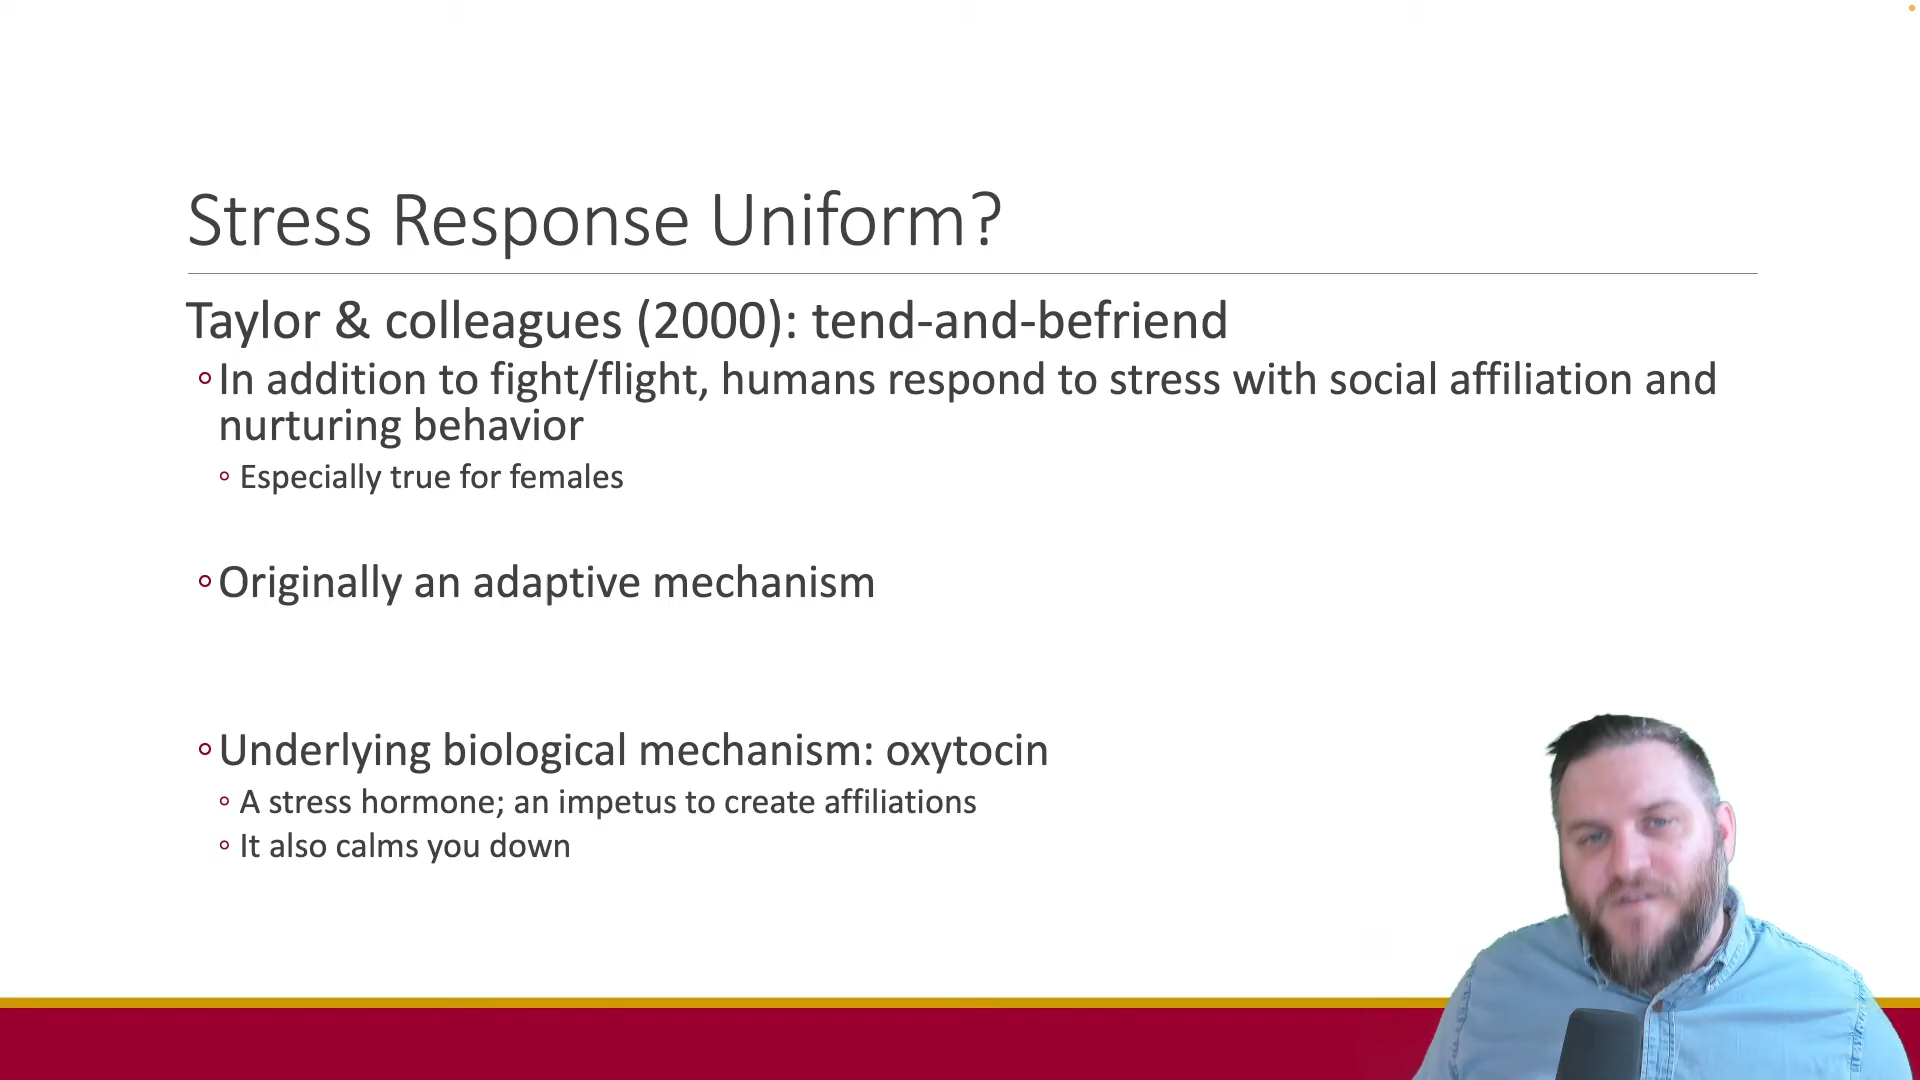 Stress Response Uniform?
Taylor & colleagues (2000): tend-and-befriend
In addition to fight/flight, humans respond to stress with social affiliation and
nurturing behavior
Especially true for females
Originally an adaptive mechanism
Underlying biological mechanism: oxytocin
A stress hormone; an impetus to create affiliations
It also calms you down